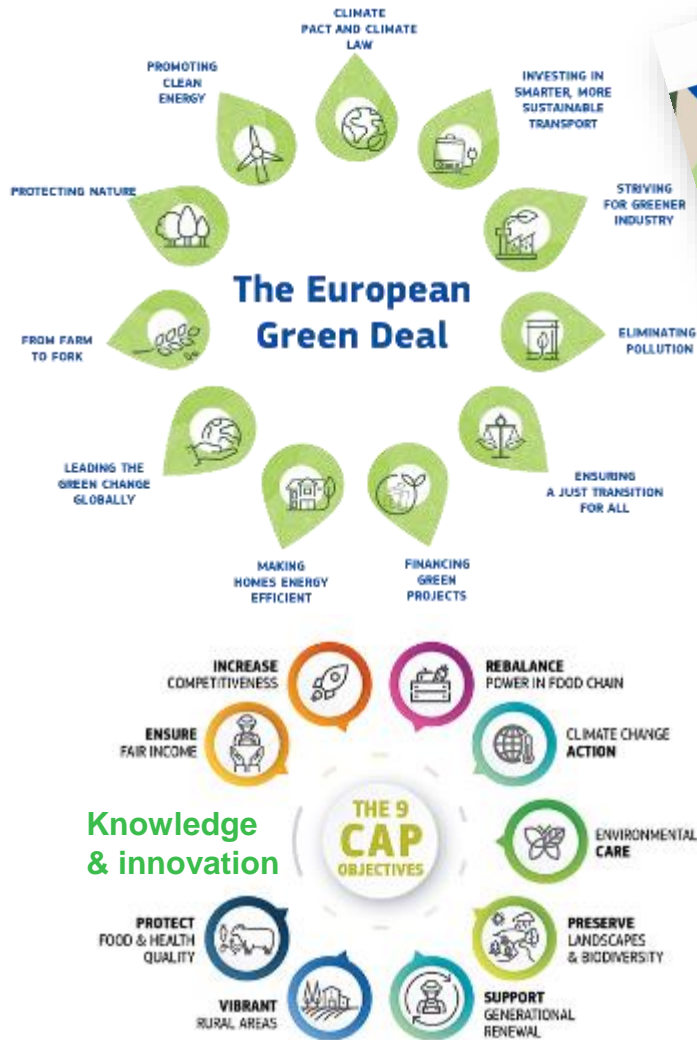 CLIMATE
PACT AND CLIMATE
LAW
PROMOTING
CLEAN
ENERGY
INVESTING IN
SMARTER, MORE
SUSTAINABLE
TRANSPORT
PROTECTING NATURE
STRIVING
FOR GREENER
INDUSTRY
The European
Green Deal
FROM FARM
TO FORK
ELIMINATING
POLLUTION
LEADING THE
GREEN CHANGE
GLOBALLY
ENSURING
A JUST TRANSITION
FOR ALL
MAKING
HOMES ENERGY
EFFICIENT
FINANCING
GREEN
PROJECTS
INCREASE
COMPETITIVENESS
REBALANCE
POWER IN FOOD CHAIN
ENSURE
FAIR INCOME
CLIMATE CHANGE
ACTION
Knowledge
& innovation
THE 9
CAP
OBJECTIVES
ENVIRONMENTAL
CARE
PROTECT
FOOD & HEALTH
QUALITY
PRESERVE
LANDSCAPES
& BIODIVERSITY
VIBRANT
RURAL AREAS
SUPPORT
GENERATIONAL
RENEWAL